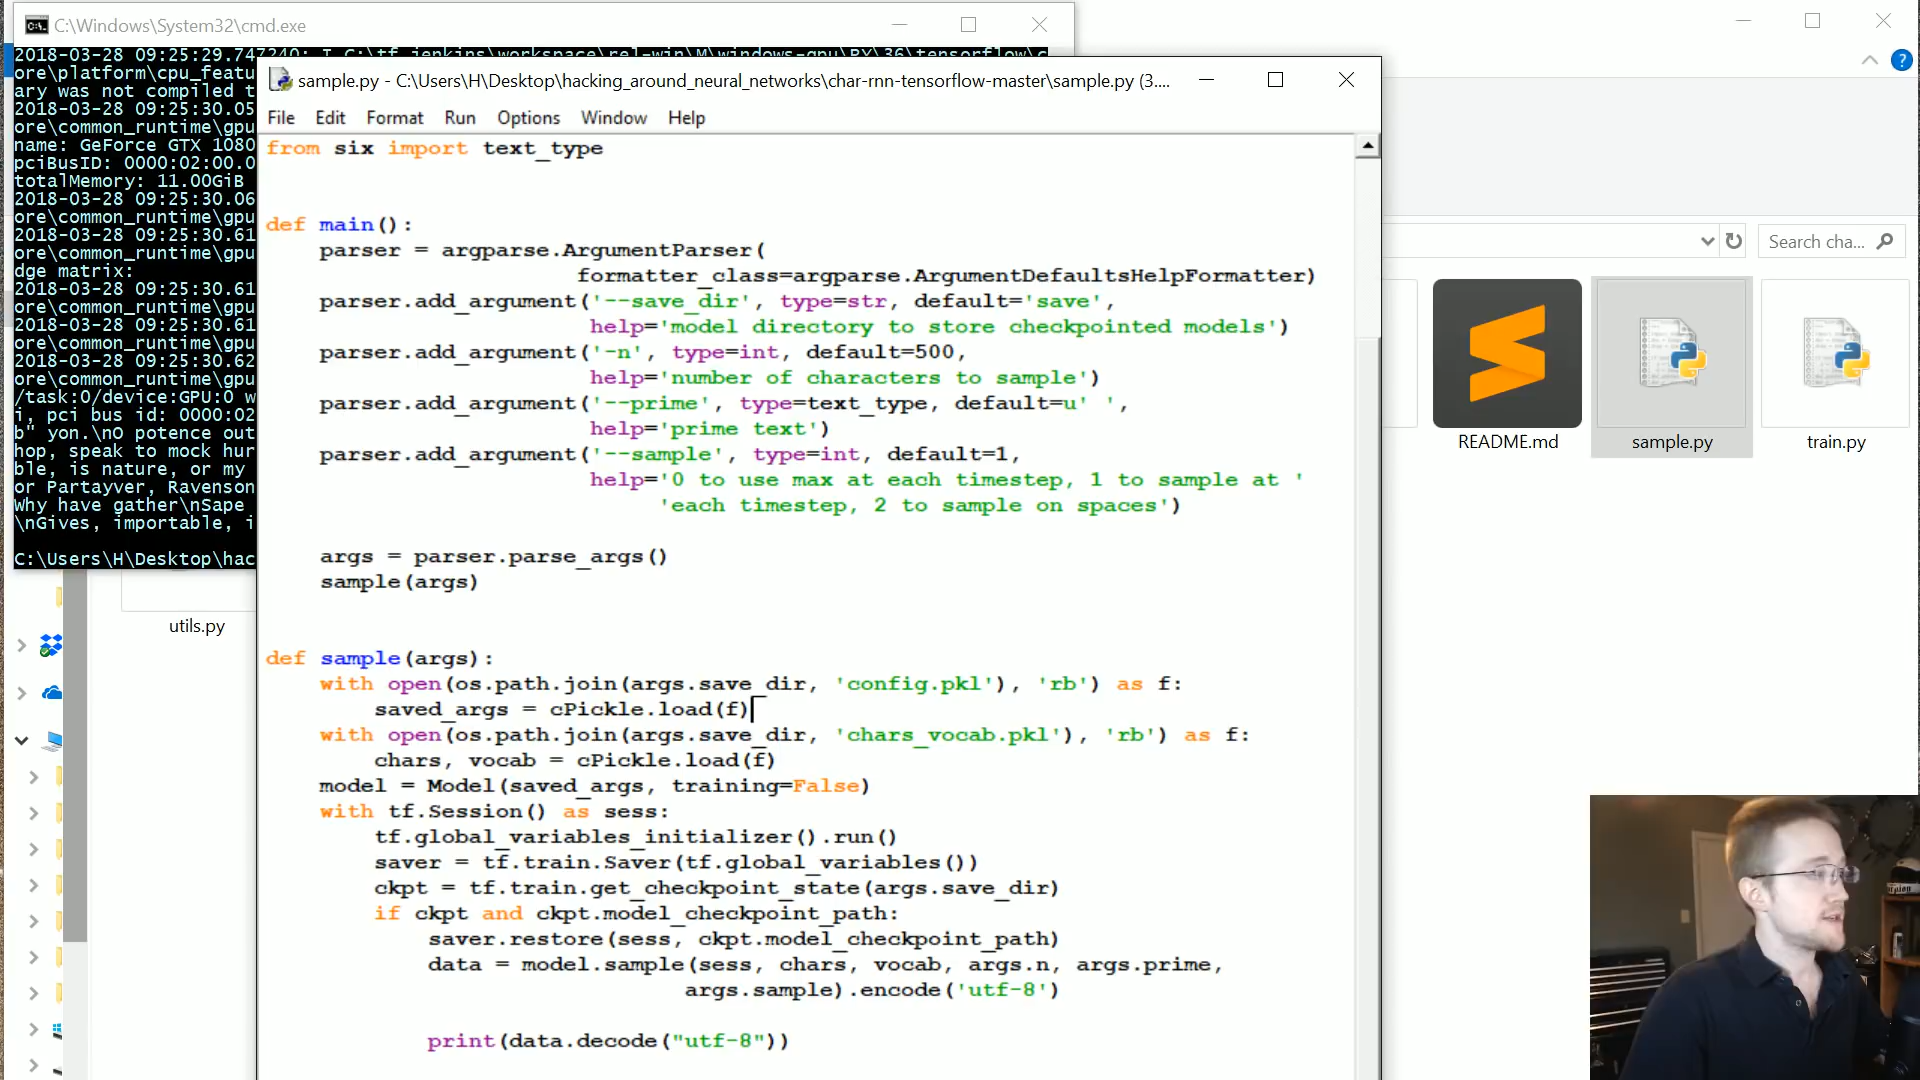 C:\Windows\System32\cmd.exe
2018-03-28 09:25:29.747240: I C:\tf_jenkins\workspace\rel-win\M\windows-gpu\PY\36\tensorflow\c
ore\platform\cpu_featu
ary was not compiled t
2018-03-28 09:25:30.05
ore\common_runtime\gpu
name: GeForce GTX 1080
pciBusID: 0000:02:00.0
totalMemory: 11.00GiB
2018-03-28 09:25:30.06
ore\common_runtime\gpu
2018-03-28 09:25:30.61
ore\common_runtime\gpu
dge matrix:
2018-03-28 09:25:30.61
ore\common_runtime\gpu
2018-03-28 09:25:30.61
ore\common_runtime\gpu
2018-03-28 09:25:30.62
ore\common_runtime\gpu
/task:0/device:GPU:0 w
i, pci bus id: 0000:02
b" yon.\nO potence out
hop, speak to mock hur
ble, is nature, or my
or Partayver, Ravenson
Why have gather\nSape
\nGives, importable, i
C:\Users\H\Desktop\hac
utils.py
sample.py - C:\Users\H\Desktop\hacking_around_neural_networks\char-rnn-tensorflow-master\sample.py (3....
File Edit Format Run Options Window Help
from six import text_type
def main():
    parser = argparse.ArgumentParser(
                       formatter_class=argparse.ArgumentDefaultsHelpFormatter)
    parser.add_argument('--save_dir', type=str, default='save',
                        help='model directory to store checkpointed models')
    parser.add_argument('-n', type=int, default=500,
                        help='number of characters to sample')
    parser.add_argument('--prime', type=text_type, default=u' ',
                        help='prime text')
    parser.add_argument('--sample', type=int, default=1,
                        help='0 to use max at each timestep, 1 to sample at '
                             'each timestep, 2 to sample on spaces')
    args = parser.parse_args()
    sample(args)
def sample(args):
    with open(os.path.join(args.save_dir, 'config.pkl'), 'rb') as f:
        saved_args = cPickle.load(f)
    with open(os.path.join(args.save_dir, 'chars_vocab.pkl'), 'rb') as f:
        chars, vocab = cPickle.load(f)
    model = Model(saved_args, training=False)
    with tf.Session() as sess:
        tf.global_variables_initializer().run()
        saver = tf.train.Saver(tf.global_variables())
        ckpt = tf.train.get_checkpoint_state(args.save_dir)
        if ckpt and ckpt.model_checkpoint_path:
            saver.restore(sess, ckpt.model_checkpoint_path)
            data = model.sample(sess, chars, vocab, args.n, args.prime,
                               args.sample).encode('utf-8')
            print(data.decode("utf-8"))
Search cha...
README.md
sample.py
train.py